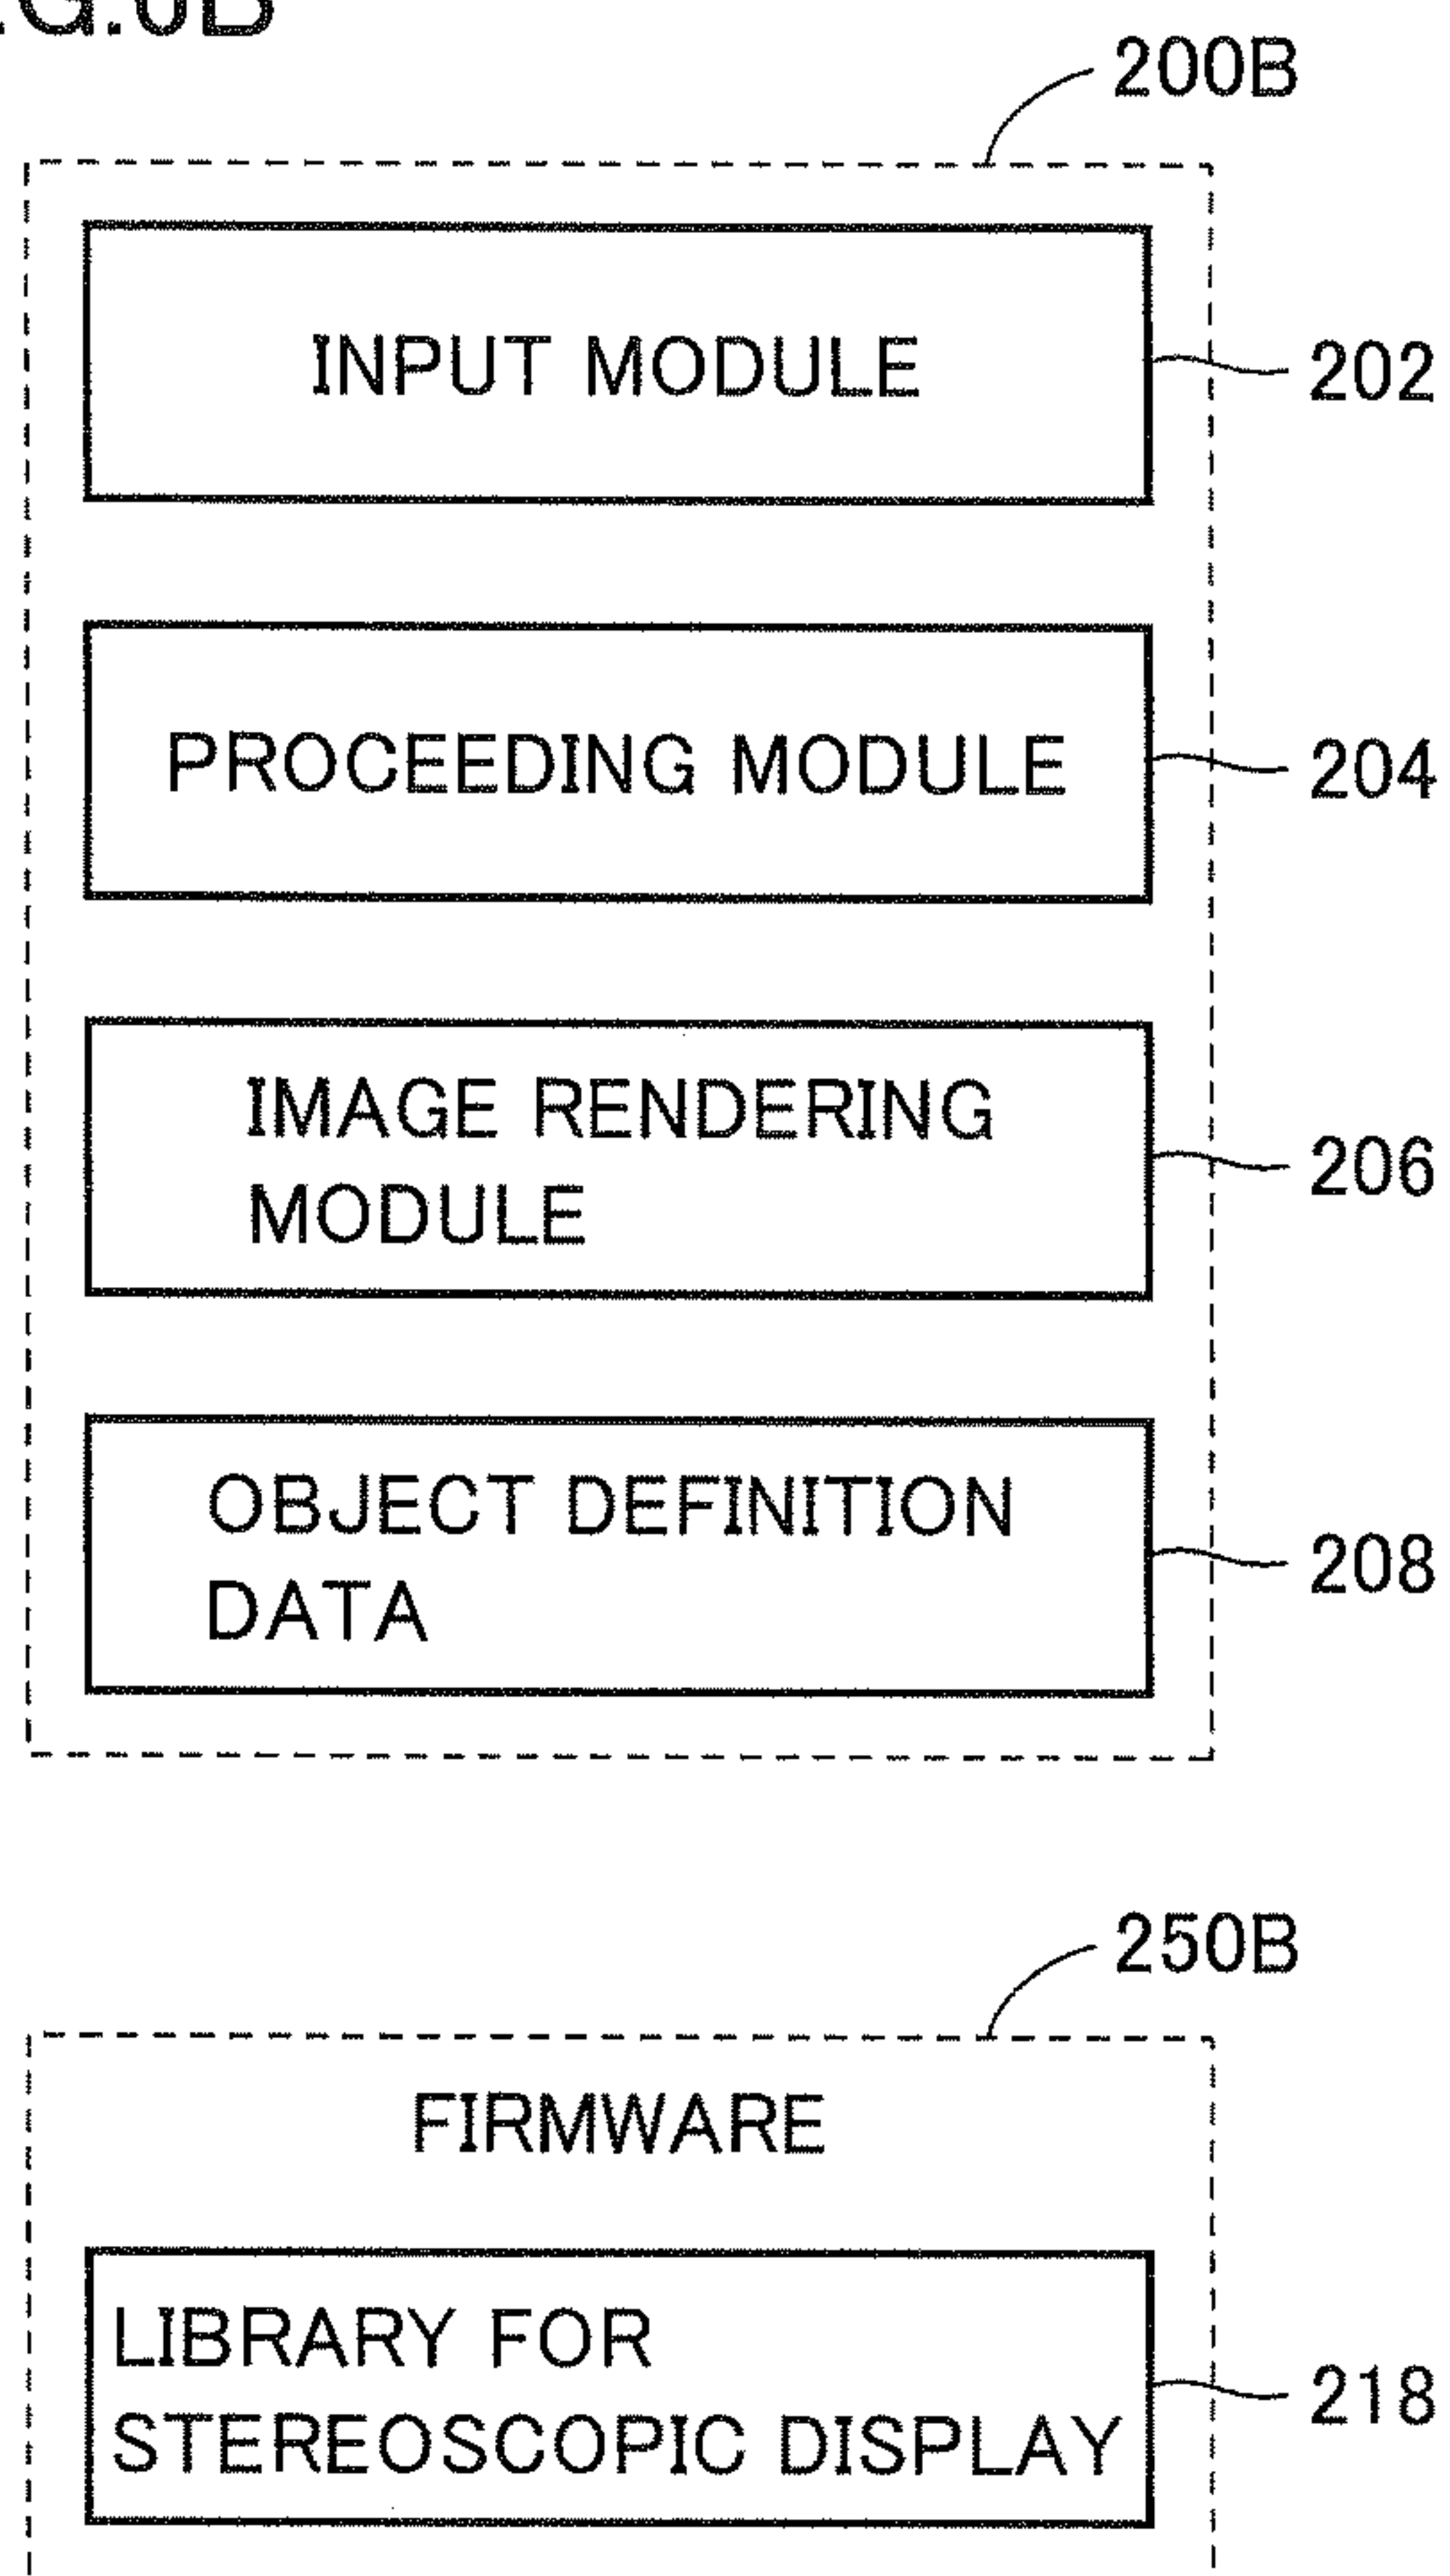 200B
INPUT MODULE
202
PROCEEDING MODULE
204
IMAGE RENDERING
MODULE
206
OBJECT DEFINITION
DATA
208
250B
FIRMWARE
LIBRARY FOR
STEREOSCOPIC DISPLAY
218